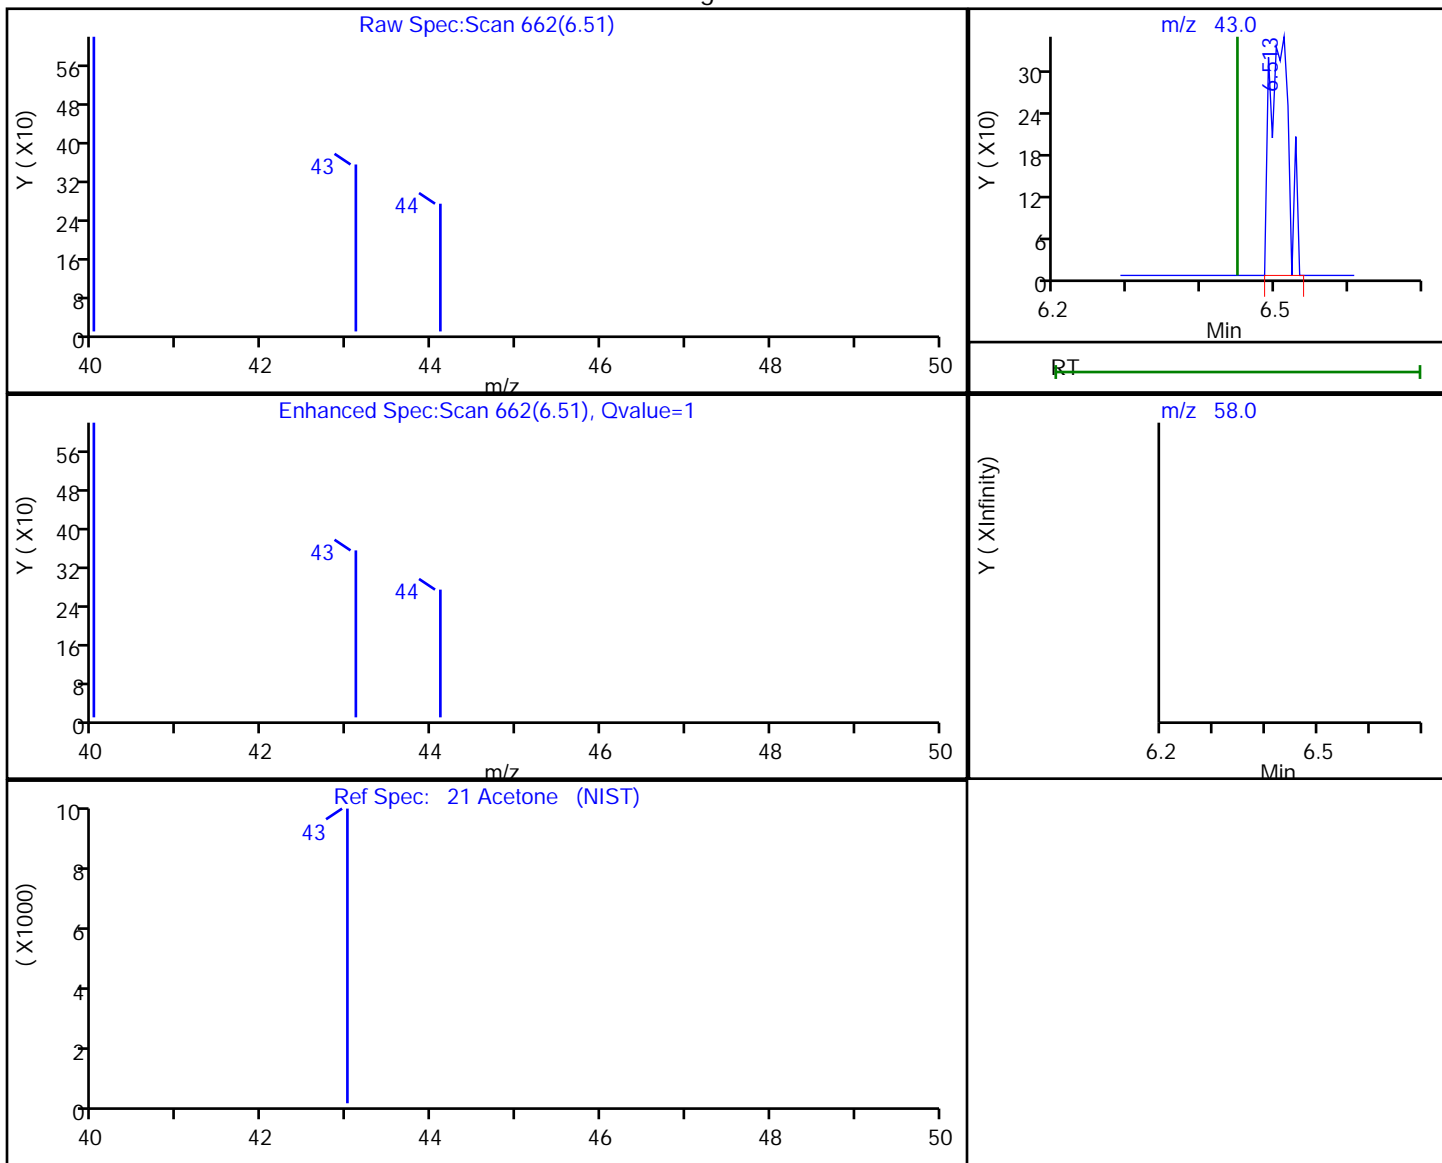 Raw Spec:Scan 662(6.51)
Y ( X10)
56
48
40
32
24
16
8
0
43
44
40 42 44 46 48 50
m/z
m/z 43.0
Y ( X10)
30
24
18
12
6
0
6.513
6.2 6.5
Min
RT
Enhanced Spec:Scan 662(6.51), Qvalue=1
Y ( X10)
56
48
40
32
24
16
8
0
43
44
40 42 44 46 48 50
m/z
m/z 58.0
Y ( XInfinity)
6.2 6.5
Min
Ref Spec: 21 Acetone (NIST)
( X1000)
10
8
6
4
2
0
43
40 42 44 46 48 50